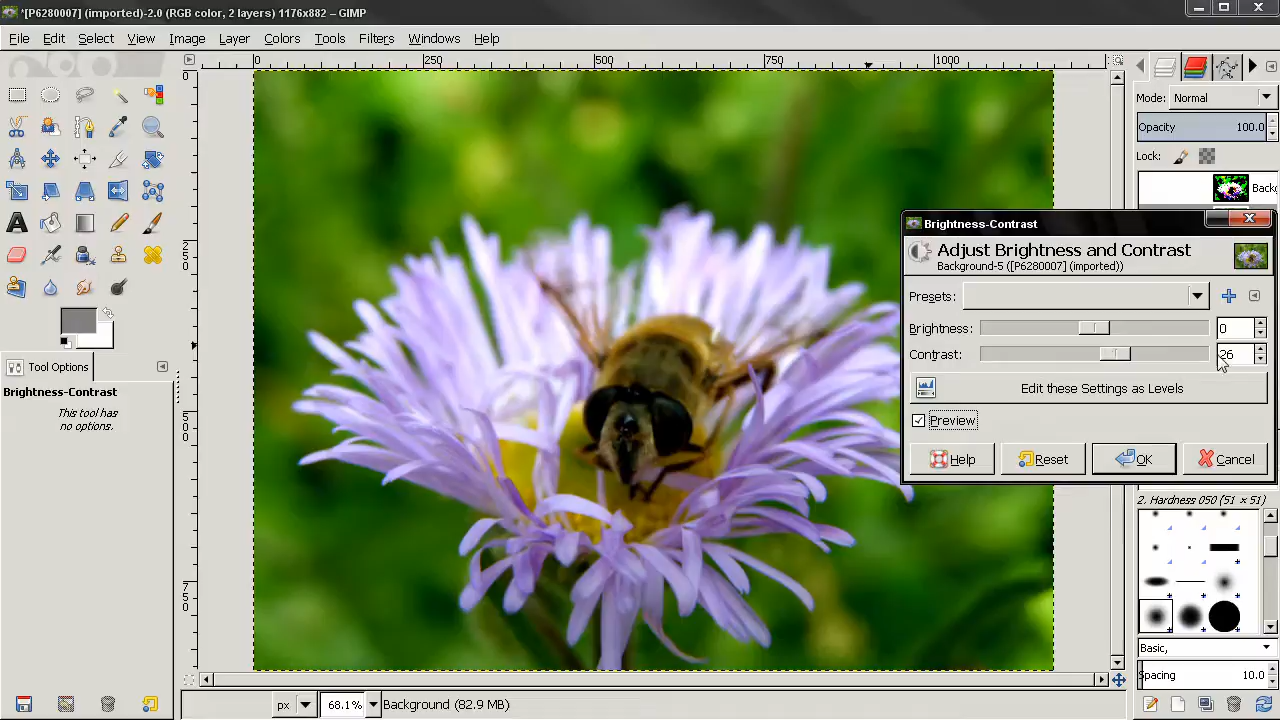 *[P6280007] (imported)-2.0 (RGB color, 2 layers) 1176x882 – GIMP
File Edit Select View Image Layer Colors Tools Filters Windows Help
0 250 500 750 1000
0
250
500
750
Mode: Normal
Opacity 100.0
Lock:
Brightness-Contrast
Adjust Brightness and Contrast
Background-5 ([P6280007] (imported))
Presets:
Brightness: 0
Contrast: 26
Edit these Settings as Levels
Preview
Help Reset OK Cancel
Tool Options
Brightness-Contrast
This tool has
no options.
2. Hardness 050 (51 × 51)
Basic,
Spacing 10.0
px 68.1% Background (82.9 MB)